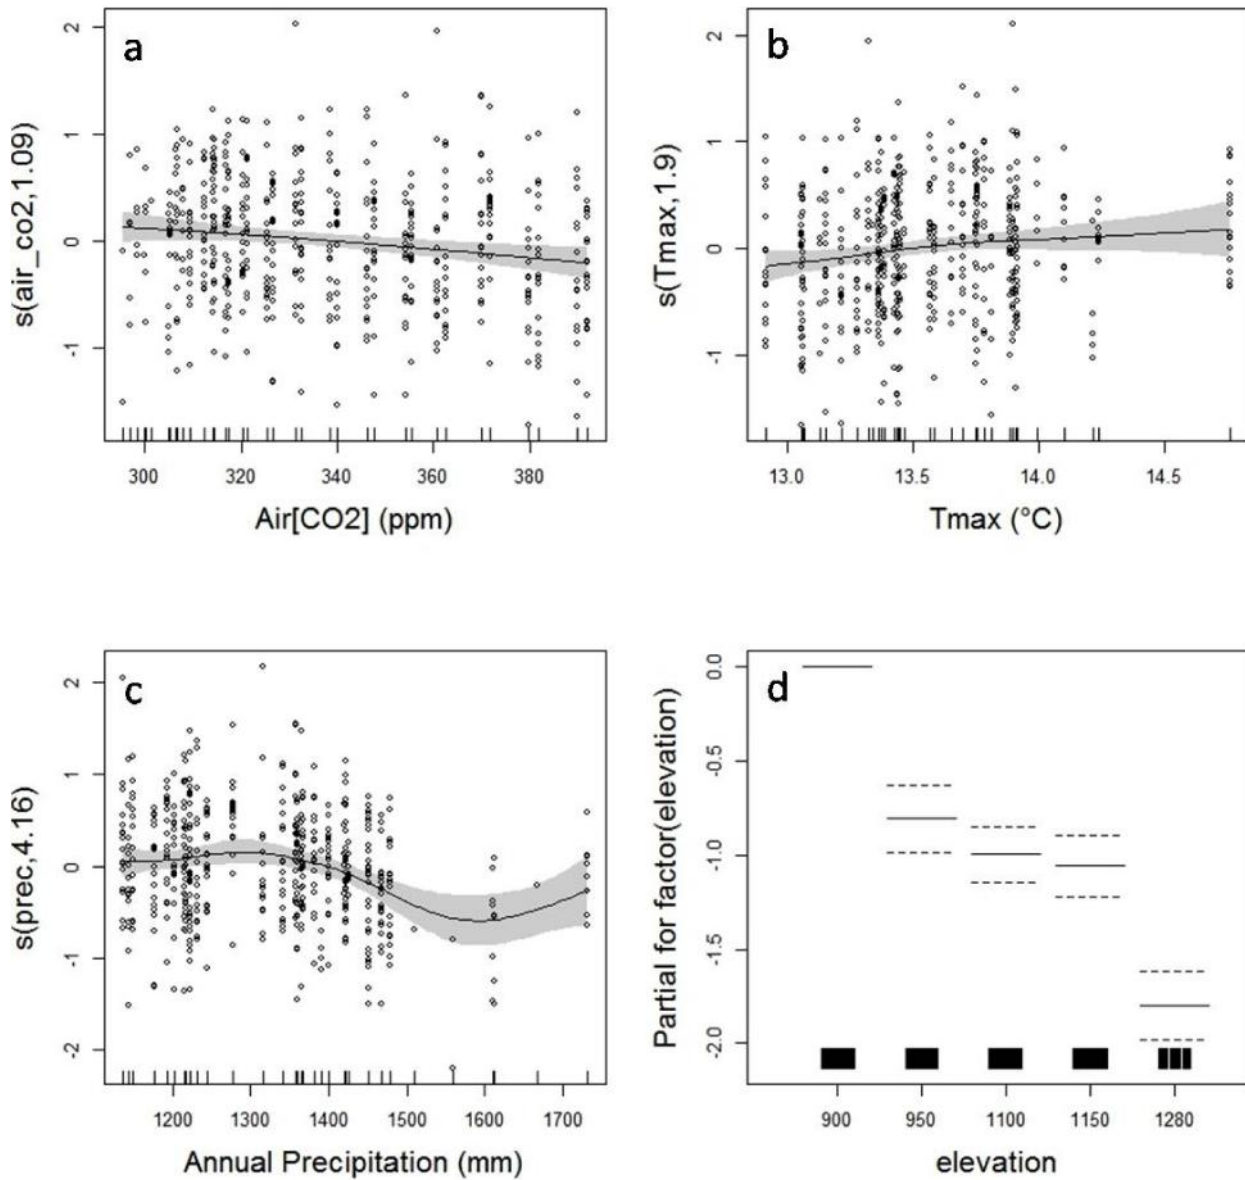 a
s(air_co2,1.09)
2
1
0
-1
300 320 340 360 380
Air[CO2] (ppm)
b
s(Tmax,1.9)
2
1
0
-1
13.0 13.5 14.0 14.5
Tmax (°C)
c
s(prec,4.16)
2
1
0
-1
-2
1200 1300 1400 1500 1600 1700
Annual Precipitation (mm)
d
Partial for factor(elevation)
0.0
-0.5
-1.0
-1.5
-2.0
900 950 1100 1150 1280
elevation